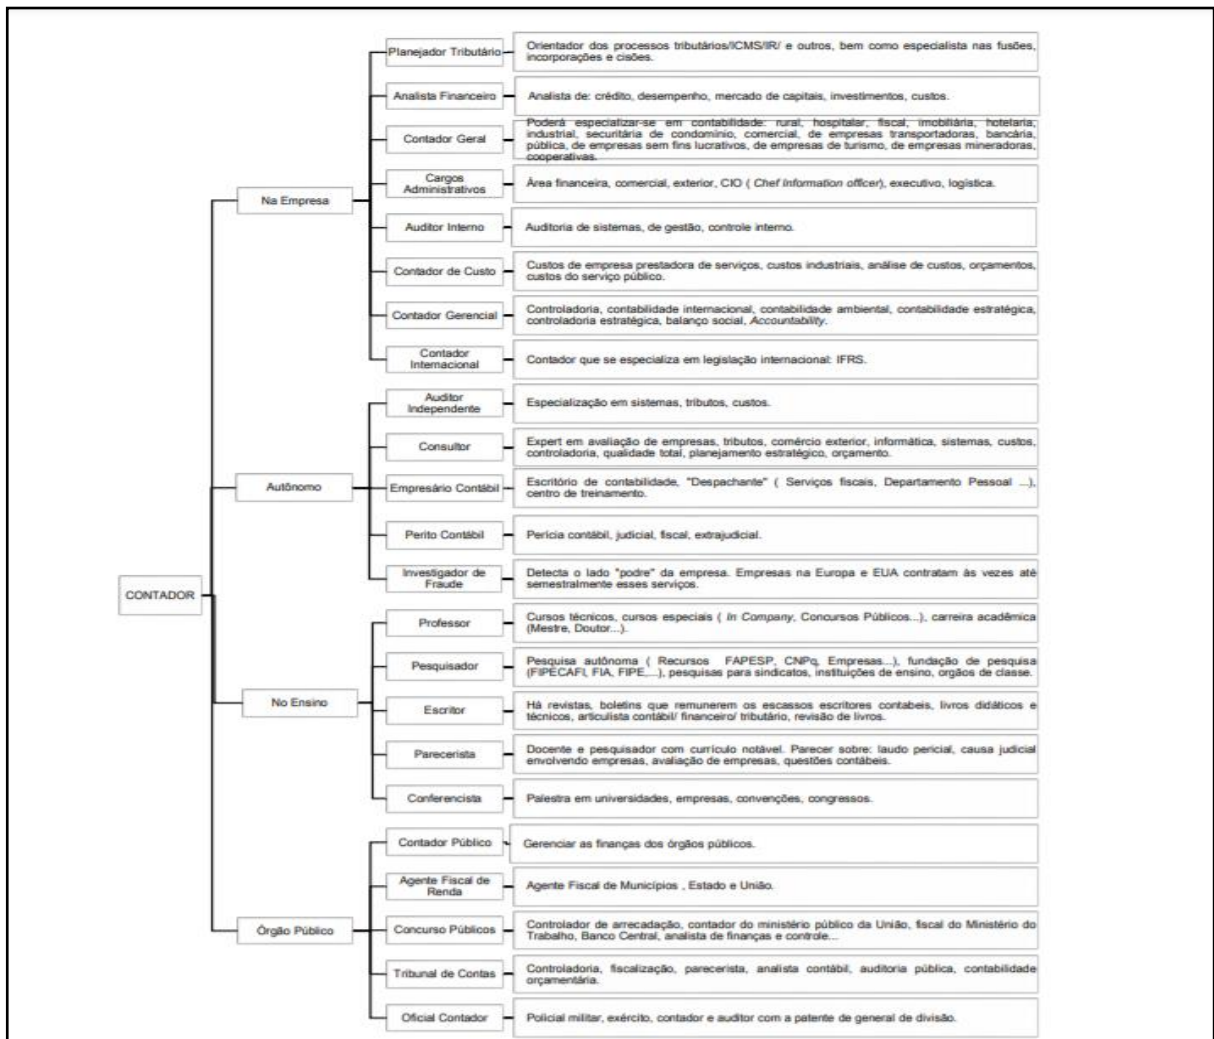 Planejador Tributário
Orientador dos processos tributários/ICMS/IR/ e outros, bem como especialista nas fusões,
incorporações e cisões.
Analista Financeiro
Analista de: crédito, desempenho, mercado de capitais, investimentos, custos.
Contador Geral
Poderá especializar-se em contabilidade: rural, hospitalar, fiscal, imobiliária, hotelaria,
industrial, securitária de condomínio, comercial, de empresas transportadoras, bancária,
pública, de empresas sem fins lucrativos, de empresas de turismo, de empresas mineradoras,
cooperativas.
Na Empresa
Cargos
Administrativos
Área financeira, comercial, exterior, CIO ( Chef Information officer), executivo, logística.
Auditor Interno
Auditoria de sistemas, de gestão, controle interno.
Contador de Custo
Custos de empresa prestadora de serviços, custos industriais, análise de custos, orçamentos,
custos do serviço público.
Contador Gerencial
Controladoria, contabilidade internacional, contabilidade ambiental, contabilidade estratégica,
controladoria estratégica, balanço social, Accountability.
Contador
Internacional
Contador que se especializa em legislação internacional: IFRS.
Auditor
Independente
Especialização em sistemas, tributos, custos.
Consultor
Expert em avaliação de empresas, tributos, comércio exterior, informática, sistemas, custos,
controladoria, qualidade total, planejamento estratégico, orçamento.
Autônomo
Empresário Contábil
Escritório de contabilidade, "Despachante" ( Serviços fiscais, Departamento Pessoal ...),
centro de treinamento.
Perito Contábil
Perícia contábil, judicial, fiscal, extrajudicial.
Investigador de
Fraude
Detecta o lado "podre" da empresa. Empresas na Europa e EUA contratam às vezes até
semestralmente esses serviços.
CONTADOR
Professor
Cursos técnicos, cursos especiais ( In Company, Concursos Públicos...), carreira acadêmica
(Mestre, Doutor...).
Pesquisador
Pesquisa autônoma ( Recursos FAPESP, CNPq, Empresas...), fundação de pesquisa
(FIPECAFI, FIA, FIPE,...), pesquisas para sindicatos, instituições de ensino, orgãos de classe.
No Ensino
Escritor
Há revistas, boletins que remunerem os escassos escritores contabeis, livros didáticos e
técnicos, articulista contábil/ financeiro/ tributário, revisão de livros.
Parecerista
Docente e pesquisador com currículo notável. Parecer sobre: laudo pericial, causa judicial
envolvendo empresas, avaliação de empresas, questões contábeis.
Conferencista
Palestra em universidades, empresas, convenções, congressos.
Contador Público
Gerenciar as finanças dos órgãos públicos.
Agente Fiscal de
Renda
Agente Fiscal de Municípios , Estado e União.
Órgão Público
Concurso Públicos
Controlador de arrecadação, contador do ministério público da União, fiscal do Ministério do
Trabalho, Banco Central, analista de finanças e controle...
Tribunal de Contas
Controladoria, fiscalização, parecerista, analista contábil, auditoria pública, contabilidade
orçamentária.
Oficial Contador
Policial militar, exército, contador e auditor com a patente de general de divisão.